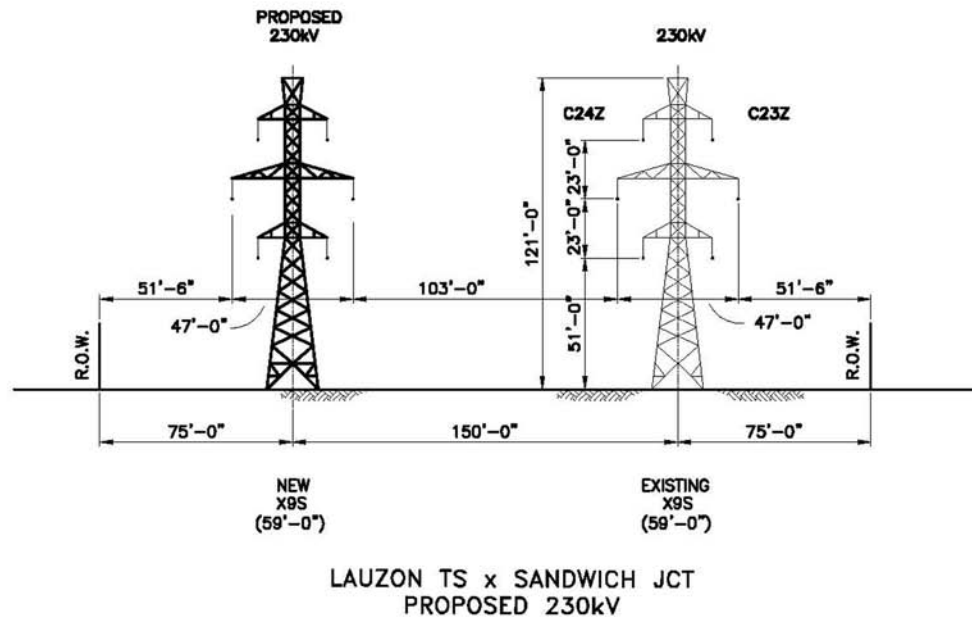 PROPOSED
230kV
230kV
C24Z
C23Z
23'-0"
23'-0"
121'-0"
51'-0"
51'-6"
103'-0"
51'-6"
47'-0"
47'-0"
R.O.W.
R.O.W.
75'-0"
150'-0"
75'-0"
NEW
X9S
(59'-0")
EXISTING
X9S
(59'-0")
LAUZON TS x SANDWICH JCT
PROPOSED 230kV